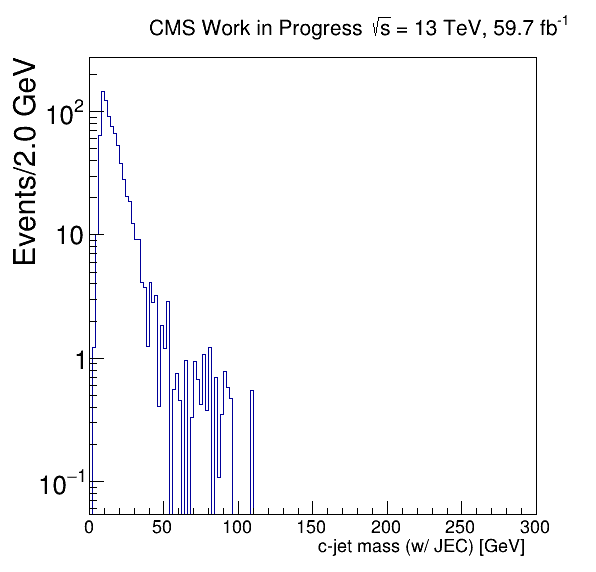 CMS Work in Progress √s = 13 TeV, 59.7 fb⁻¹
Events/2.0 GeV
10²
10
1
10⁻¹
0 50 100 150 200 250 300
c-jet mass (w/ JEC) [GeV]